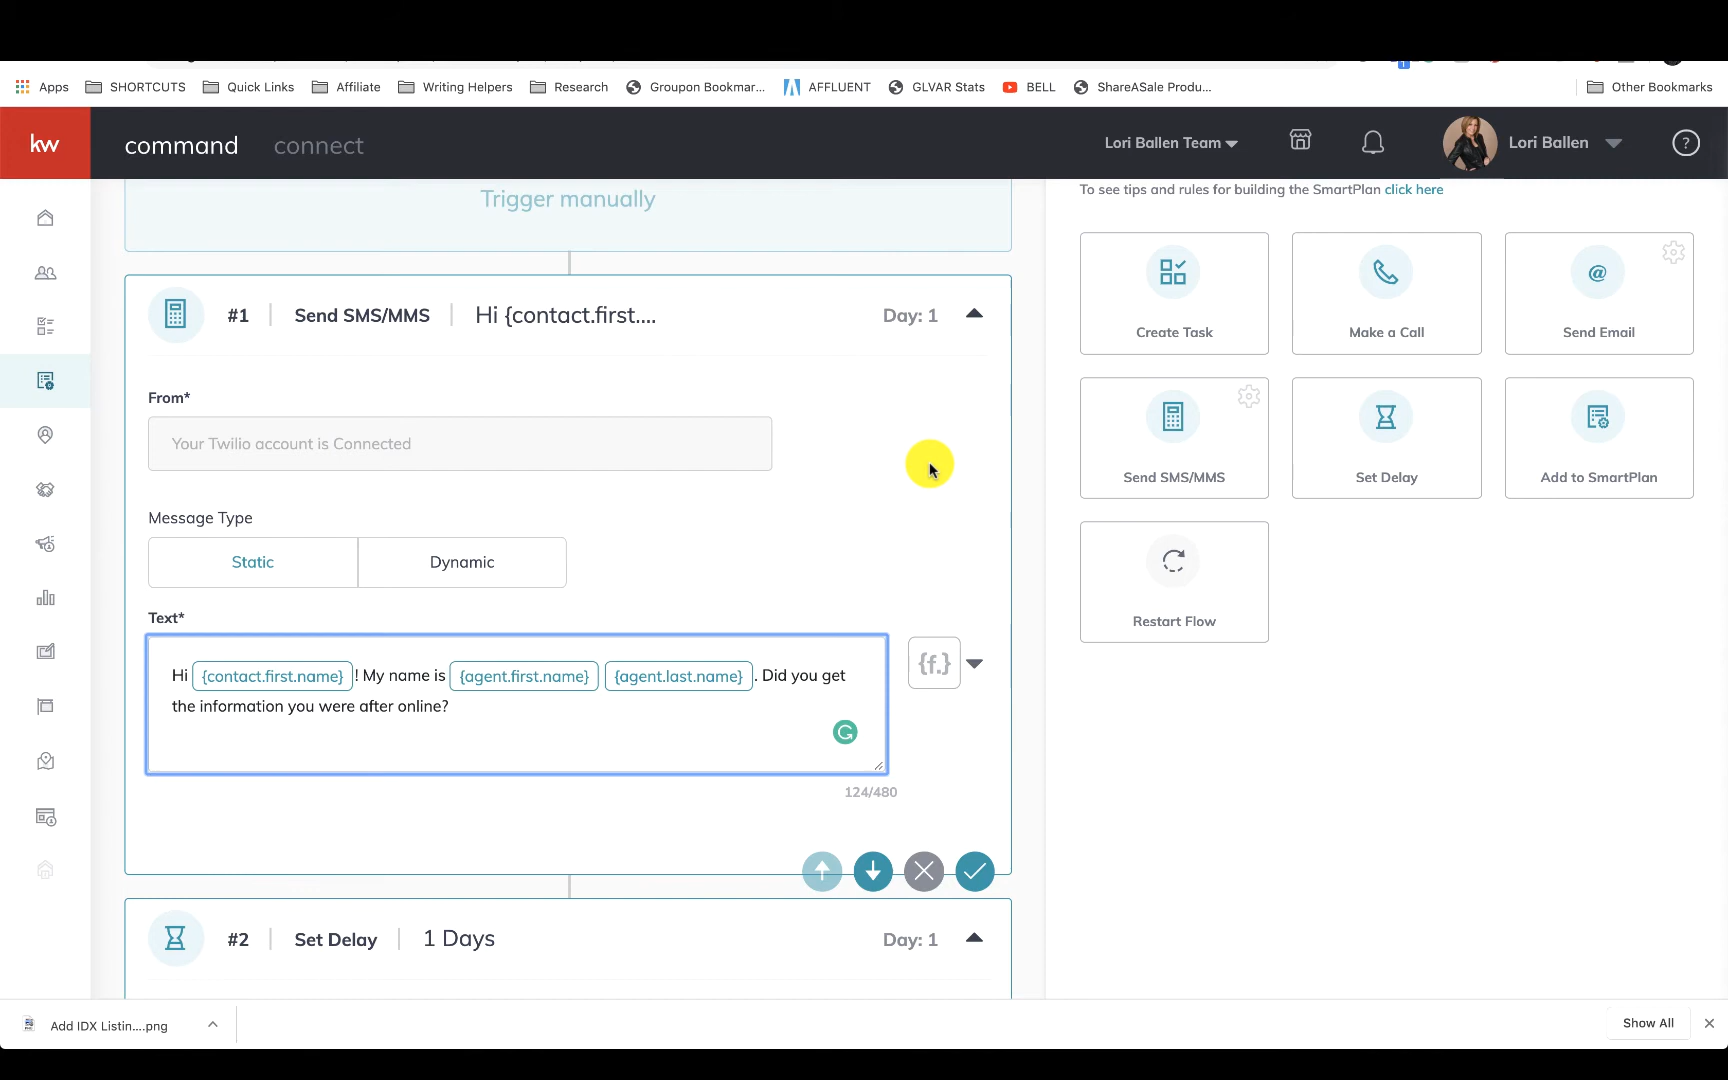 Apps SHORTCUTS Quick Links Affiliate Writing Helpers Research Groupon Bookmar... AFFLUENT GLVAR Stats BELL ShareASale Produ... Other Bookmarks
kw command connect Lori Ballen Team Lori Ballen ?
Trigger manually
To see tips and rules for building the SmartPlan click here
#1 Send SMS/MMS Hi {contact.first.... Day: 1
From*
Your Twilio account is Connected
Message Type
Static Dynamic
Text*
Hi {contact.first.name} ! My name is {agent.first.name} {agent.last.name} . Did you get
the information you were after online?
{f.}
124/480
#2 Set Delay 1 Days Day: 1
@
Create Task Make a Call Send Email
Send SMS/MMS Set Delay Add to SmartPlan
Restart Flow
Add IDX Listin....png Show All